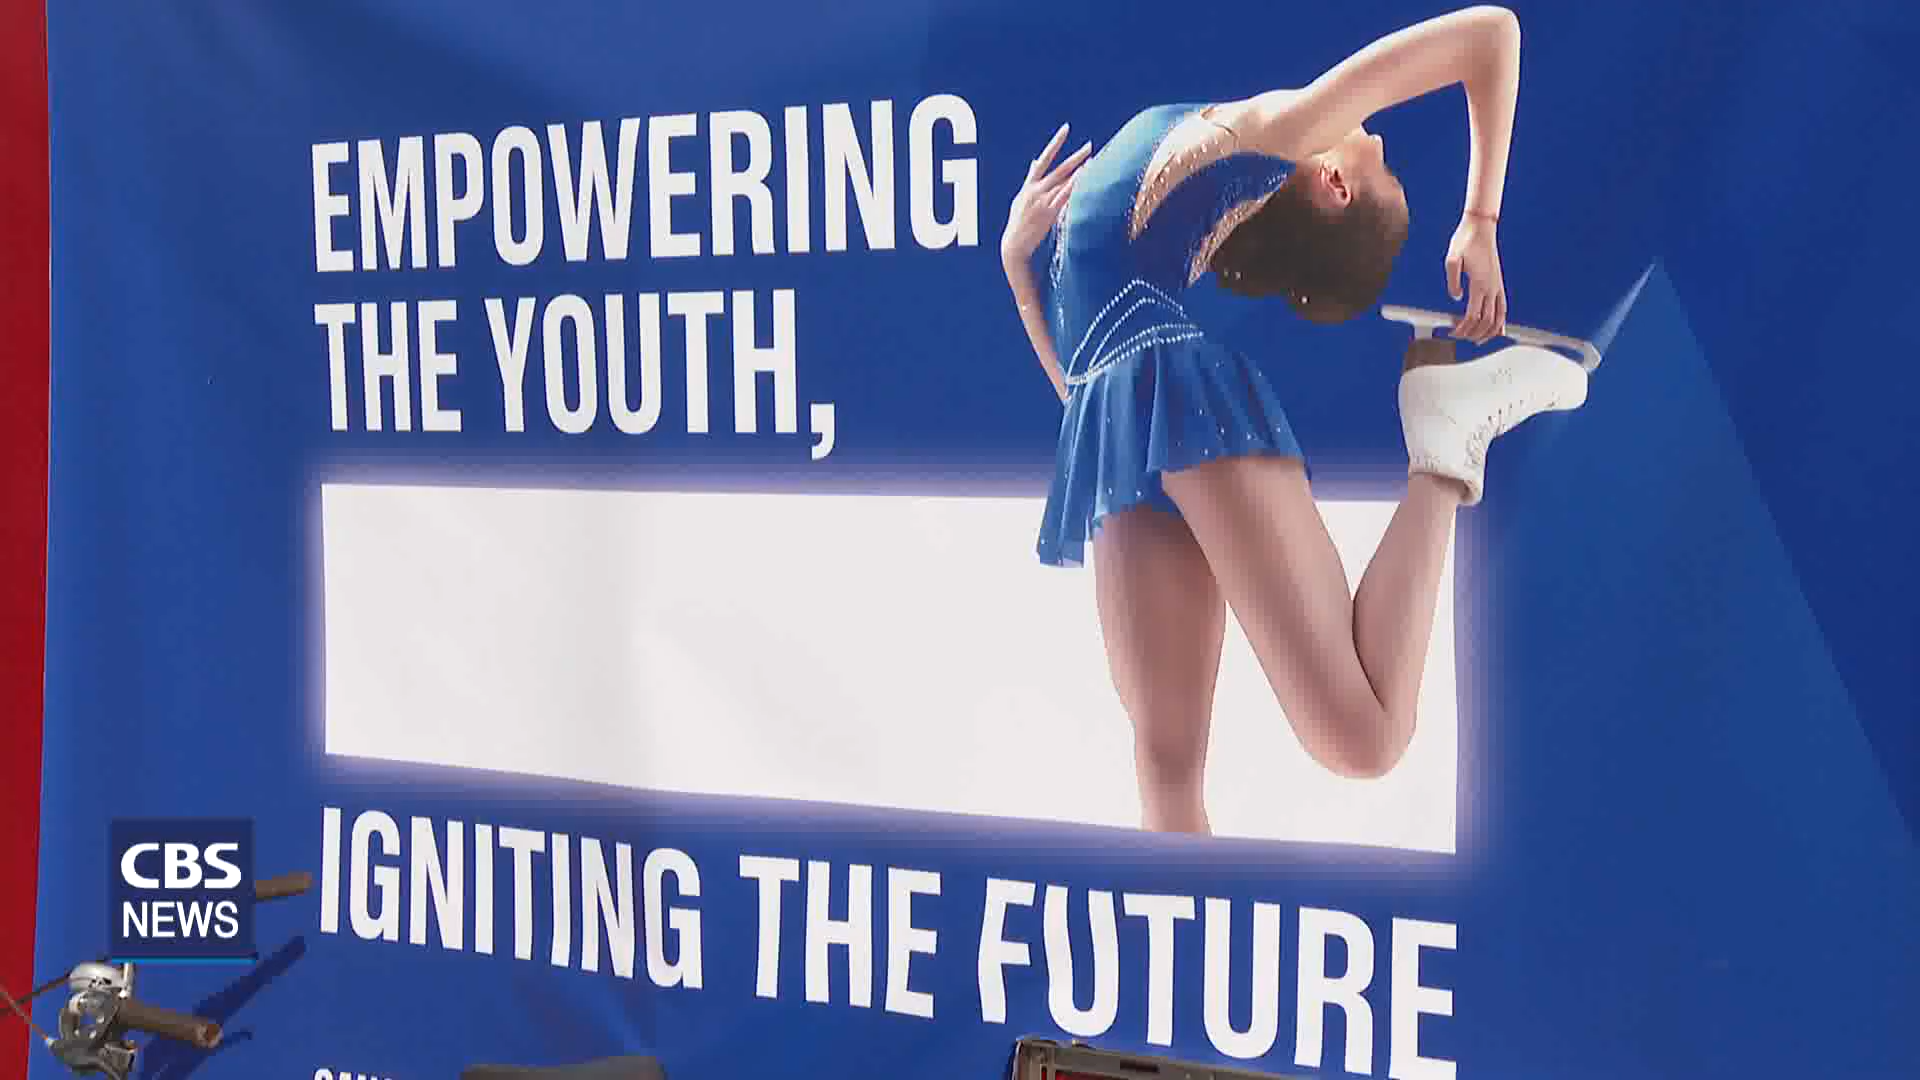 EMPOWERING
THE YOUTH,
IGNITING THE FUTURE
CBS
NEWS